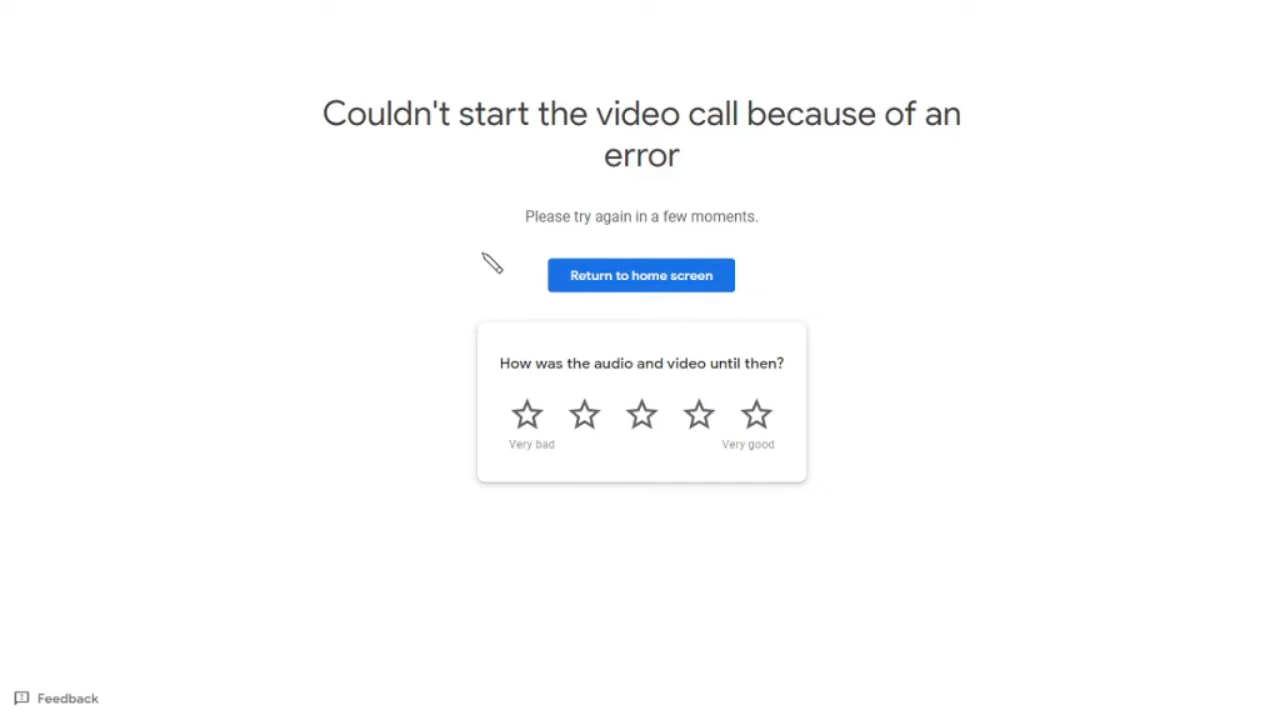 Couldn't start the video call because of an
error
Please try again in a few moments.
Return to home screen
How was the audio and video until then?
Very bad
Very good
Feedback